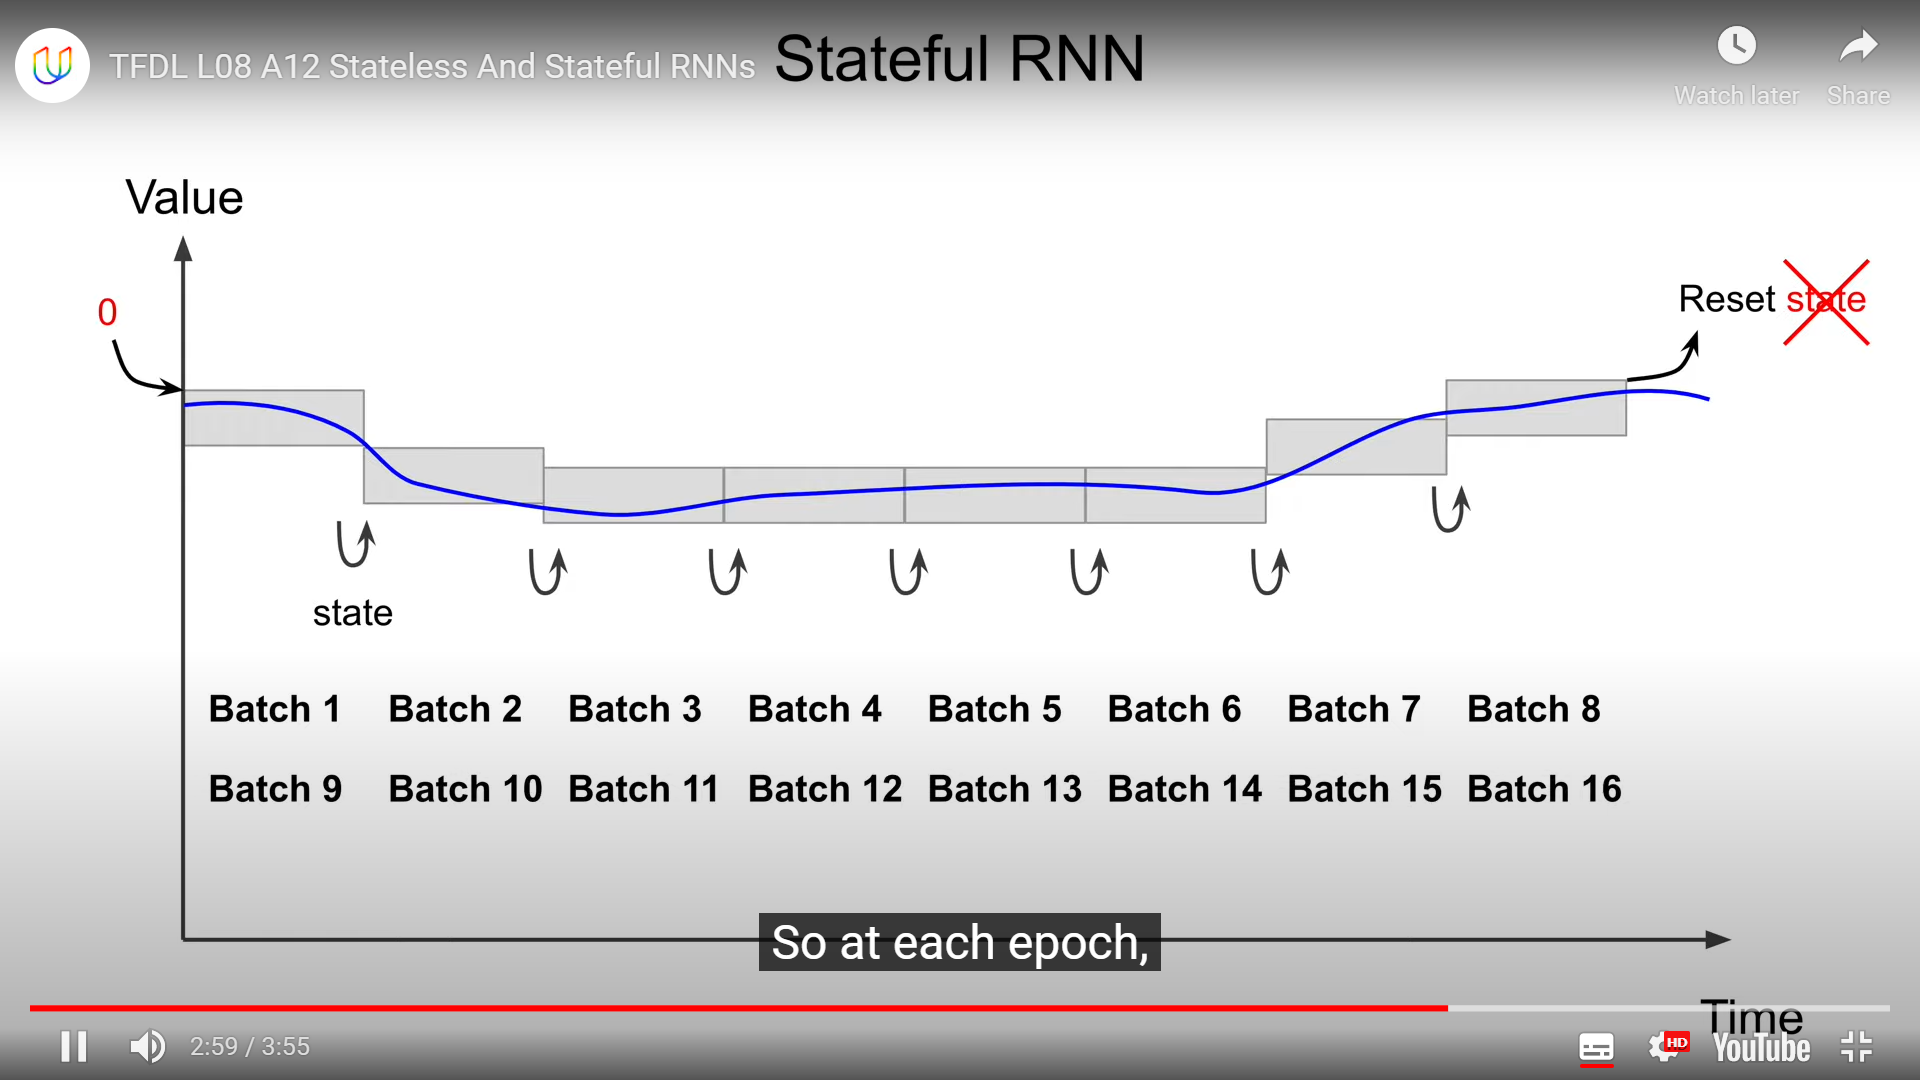 TFDL L08 A12 Stateless And Stateful RNNs
Stateful RNN
Watch later
Share
Value
0
Reset state
state
Batch 1 Batch 2 Batch 3 Batch 4 Batch 5 Batch 6 Batch 7 Batch 8
Batch 9 Batch 10 Batch 11 Batch 12 Batch 13 Batch 14 Batch 15 Batch 16
So at each epoch,
Time
2:59 / 3:55
HD
YouTube